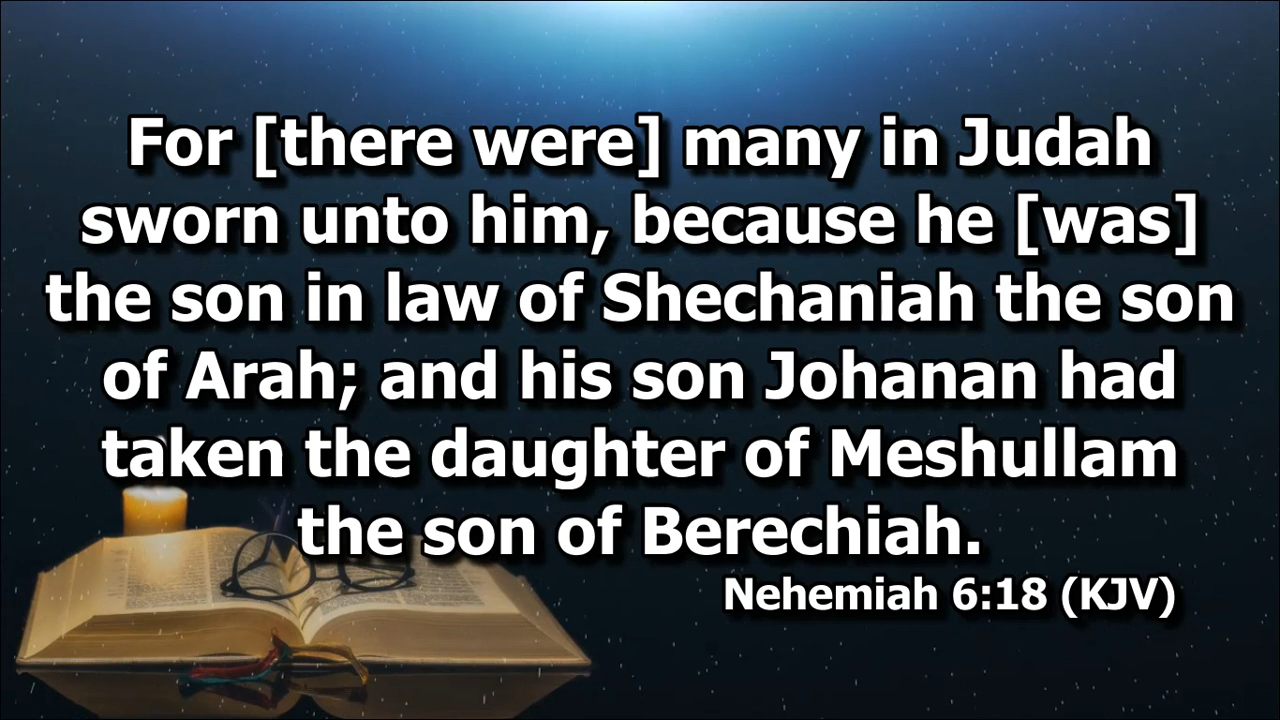 For [there were] many in Judah
sworn unto him, because he [was]
the son in law of Shechaniah the son
of Arah; and his son Johanan had
taken the daughter of Meshullam
the son of Berechiah.
Nehemiah 6:18 (KJV)